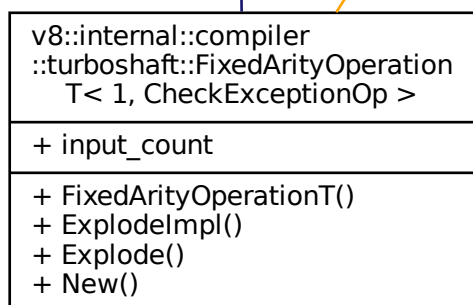 v8::internal::compiler
::turboshaft::FixedArityOperation
T< 1, CheckExceptionOp >
+ input_count
+ FixedArityOperationT()
+ ExplodeImpl()
+ Explode()
+ New()